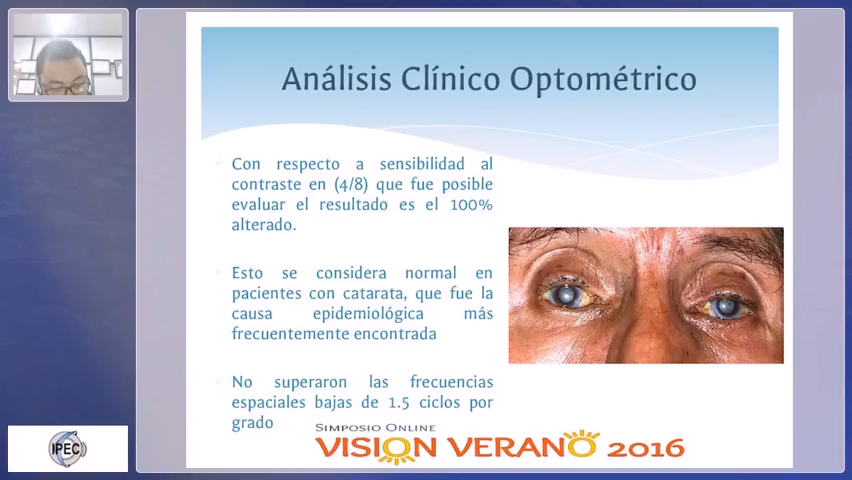 Análisis Clínico Optométrico
Con respecto a sensibilidad al
contraste en (4/8) que fue posible
evaluar el resultado es el 100%
alterado.
Esto se considera normal en
pacientes con catarata, que fue la
causa epidemiológica más
frecuentemente encontrada
No superaron las frecuencias
espaciales bajas de 1.5 ciclos por
grado
SIMPOSIO ONLINE
VISION VERANO 2016
IPEC